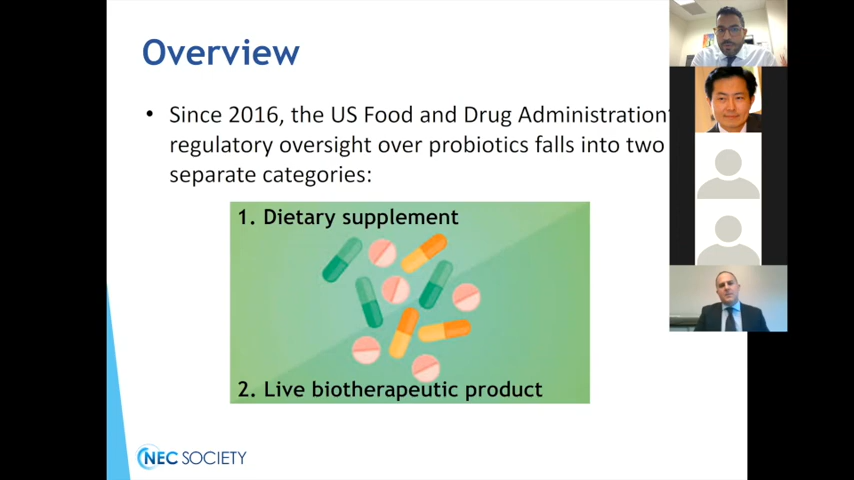 Overview
• Since 2016, the US Food and Drug Administration'
regulatory oversight over probiotics falls into two
separate categories:
1. Dietary supplement
2. Live biotherapeutic product
NEC SOCIETY